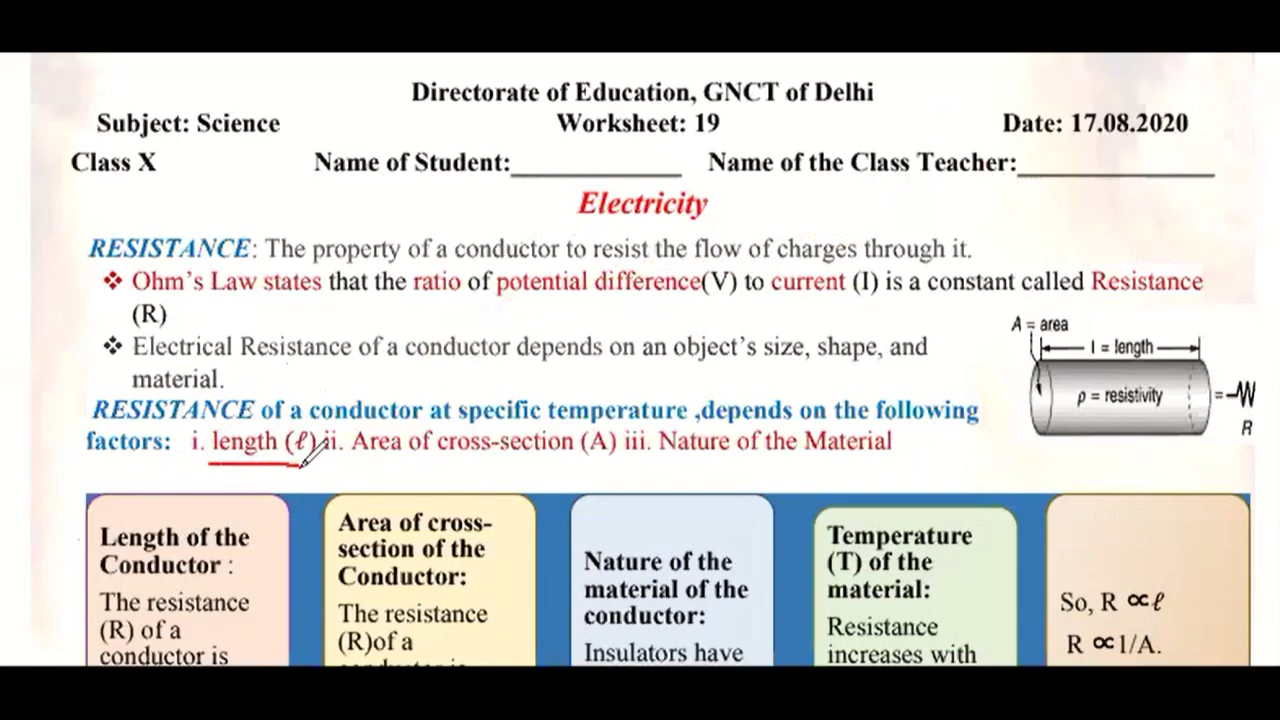 Directorate of Education, GNCT of Delhi
Subject: Science Worksheet: 19 Date: 17.08.2020
Class X Name of Student:____________ Name of the Class Teacher:______________
Electricity
RESISTANCE: The property of a conductor to resist the flow of charges through it.
❖ Ohm's Law states that the ratio of potential difference(V) to current (I) is a constant called Resistance
(R)
❖ Electrical Resistance of a conductor depends on an object's size, shape, and
material.
A = area
l = length
ρ = resistivity
=
R
RESISTANCE of a conductor at specific temperature ,depends on the following
factors: i. length (ℓ) ii. Area of cross-section (A) iii. Nature of the Material
Length of the
Conductor :
The resistance
(R) of a
conductor is
Area of cross-
section of the
Conductor:
The resistance
(R)of a
Nature of the
material of the
conductor:
Insulators have
Temperature
(T) of the
material:
Resistance
increases with
So, R ∝ℓ
R ∝1/A.